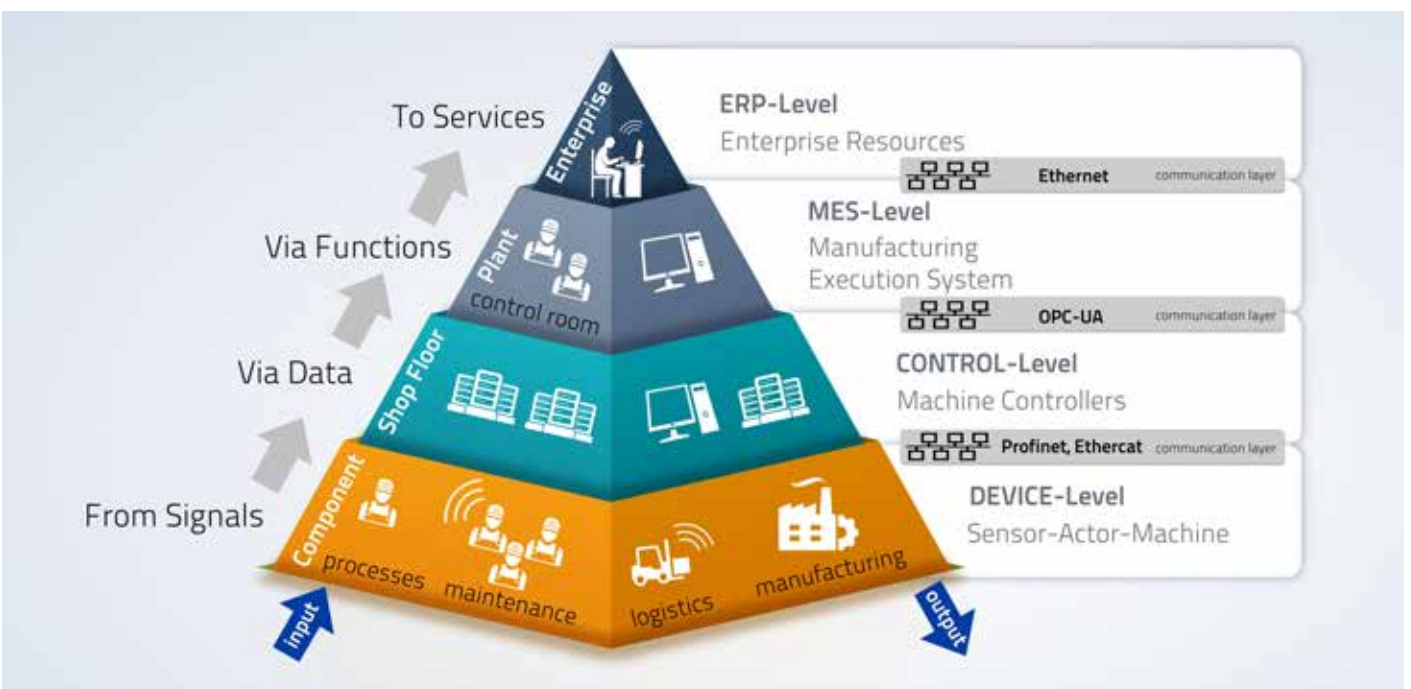 To Services
Via Functions
Via Data
From Signals
Enterprise
Plant
control room
Shop Floor
Component
processes
maintenance
logistics
manufacturing
input
output
ERP-Level
Enterprise Resources
Ethernet communication layer
MES-Level
Manufacturing
Execution System
OPC-UA communication layer
CONTROL-Level
Machine Controllers
Profinet, Ethercat communication layer
DEVICE-Level
Sensor-Actor-Machine